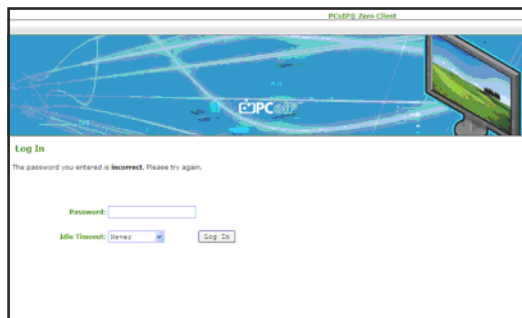 PCoIP® Zero Client
PCoIP
Log In
The password you entered is incorrect. Please try again.
Password:
Idle Timeout: Never Log In